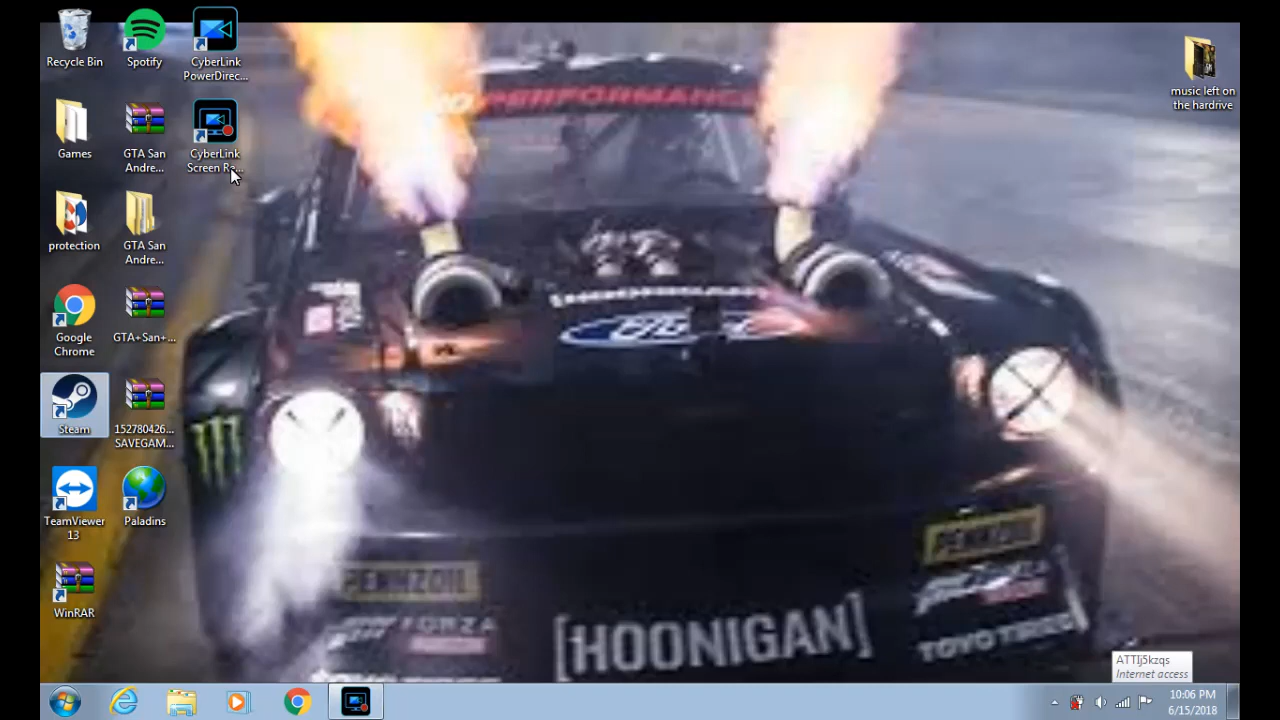 Recycle Bin
Spotify
CyberLink
PowerDirec...
Games
GTA San
Andre...
CyberLink
Screen Re...
protection
GTA San
Andre...
Google
Chrome
GTA+San+...
Steam
152780426...
SAVEGAM...
TeamViewer
13
Paladins
WinRAR
music left on
the hardrive
PERFORMANCE
PENNZOIL
FORZA
[HOONIGAN]
PENNZOIL
TOYO TIRES
ATTIj5kzqs
Internet access
10:06 PM
6/15/2018